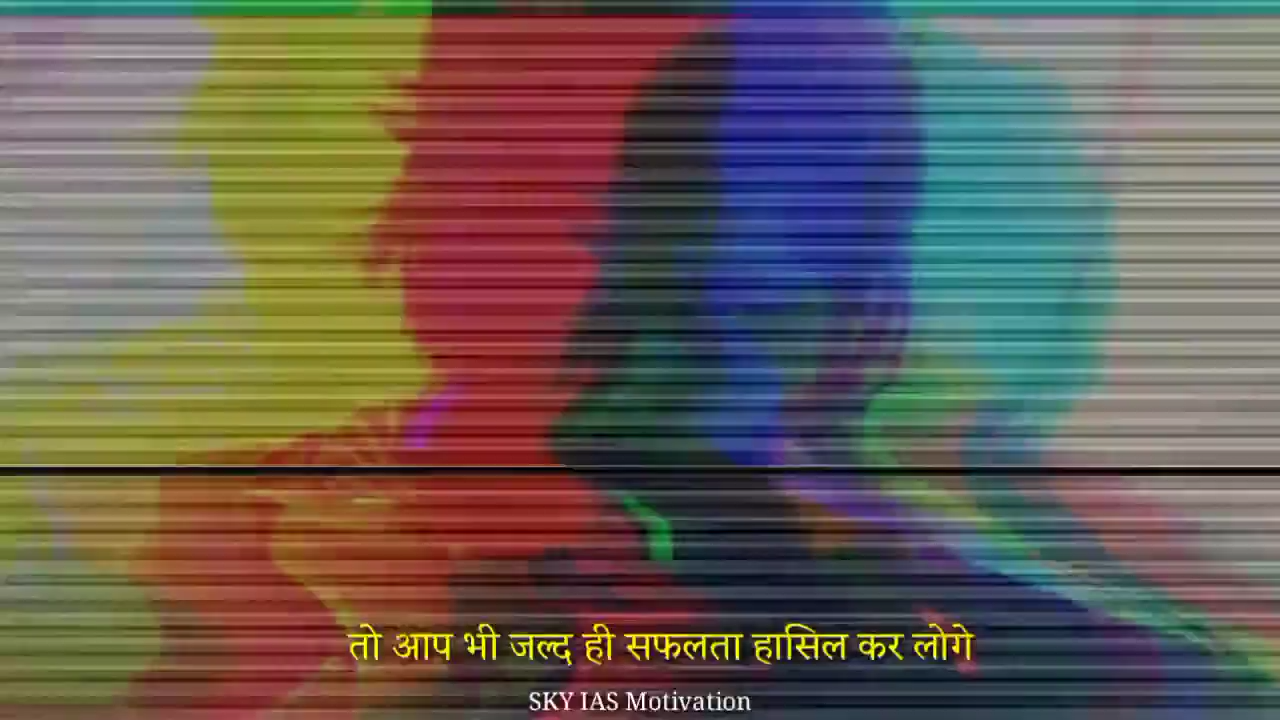 तो आप भी जल्द ही सफलता हासिल कर लोगे
SKY IAS Motivation